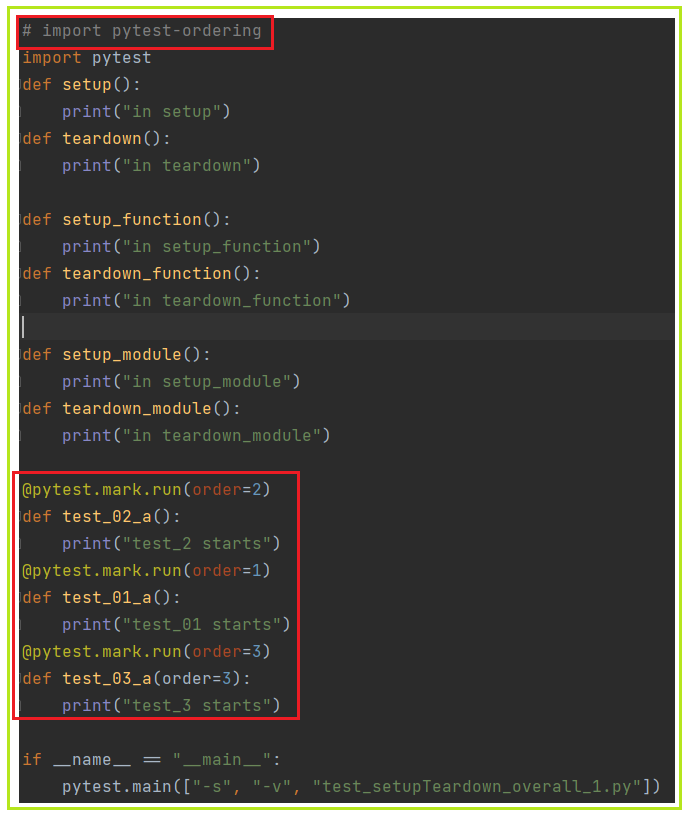 # import pytest-ordering
import pytest
def setup():
    print("in setup")
def teardown():
    print("in teardown")
def setup_function():
    print("in setup_function")
def teardown_function():
    print("in teardown_function")
def setup_module():
    print("in setup_module")
def teardown_module():
    print("in teardown_module")
@pytest.mark.run(order=2)
def test_02_a():
    print("test_2 starts")
@pytest.mark.run(order=1)
def test_01_a():
    print("test_01 starts")
@pytest.mark.run(order=3)
def test_03_a(order=3):
    print("test_3 starts")
if __name__ == "__main__":
    pytest.main(["-s", "-v", "test_setupTeardown_overall_1.py"])